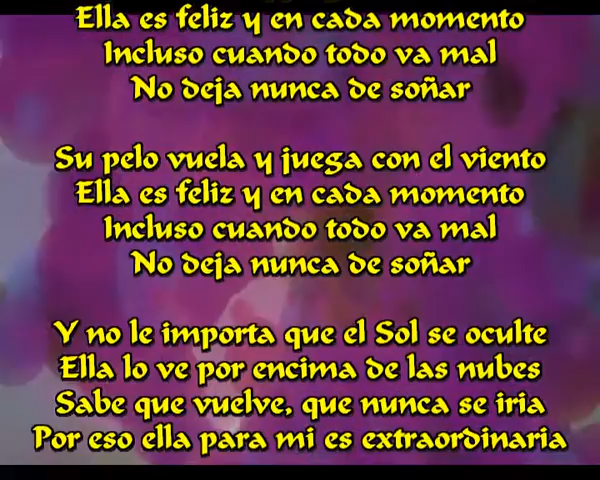 Ella es feliz y en cada momento
Incluso cuando todo va mal
No deja nunca de soñar
Su pelo vuela y juega con el viento
Ella es feliz y en cada momento
Incluso cuando todo va mal
No deja nunca de soñar
Y no le importa que el Sol se oculte
Ella lo ve por encima de las nubes
Sabe que vuelve, que nunca se iria
Por eso ella para mi es extraordinaria